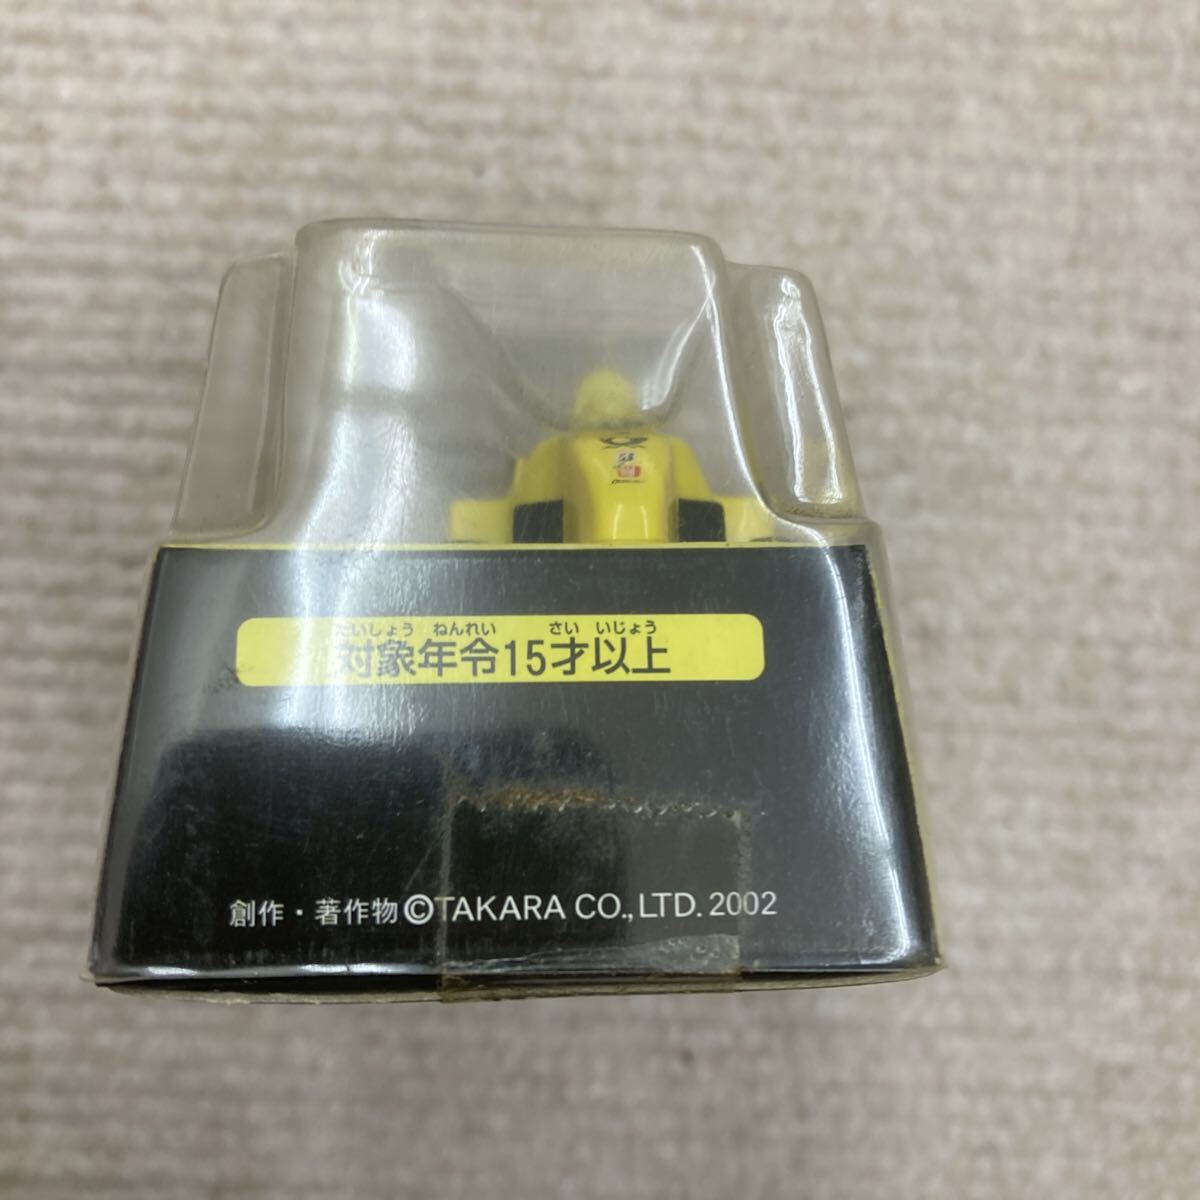 たいしょう ねんれい さい いじょう
対象年令15才以上
創作・著作物©TAKARA CO.,LTD. 2002